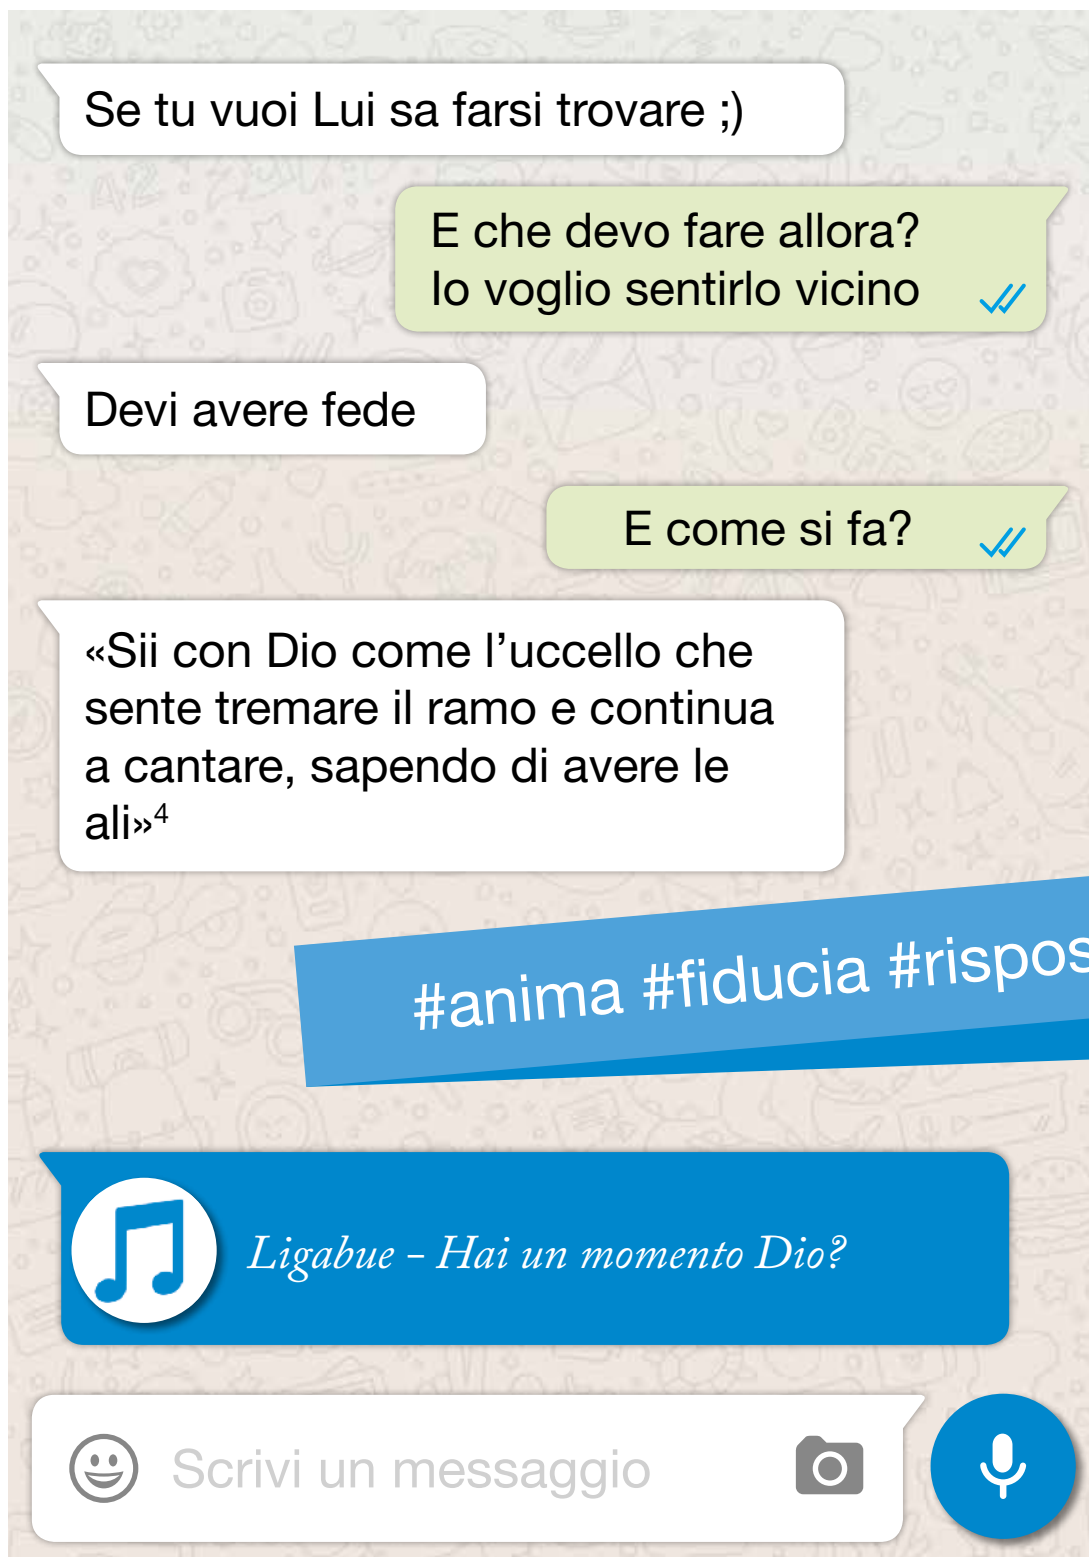 Se tu vuoi Lui sa farsi trovare ;)
E che devo fare allora?
Io voglio sentirlo vicino
Devi avere fede
E come si fa?
«Sii con Dio come l’uccello che
sente tremare il ramo e continua
a cantare, sapendo di avere le
ali»⁴
#anima #fiducia #rispos
Ligabue - Hai un momento Dio?
Scrivi un messaggio